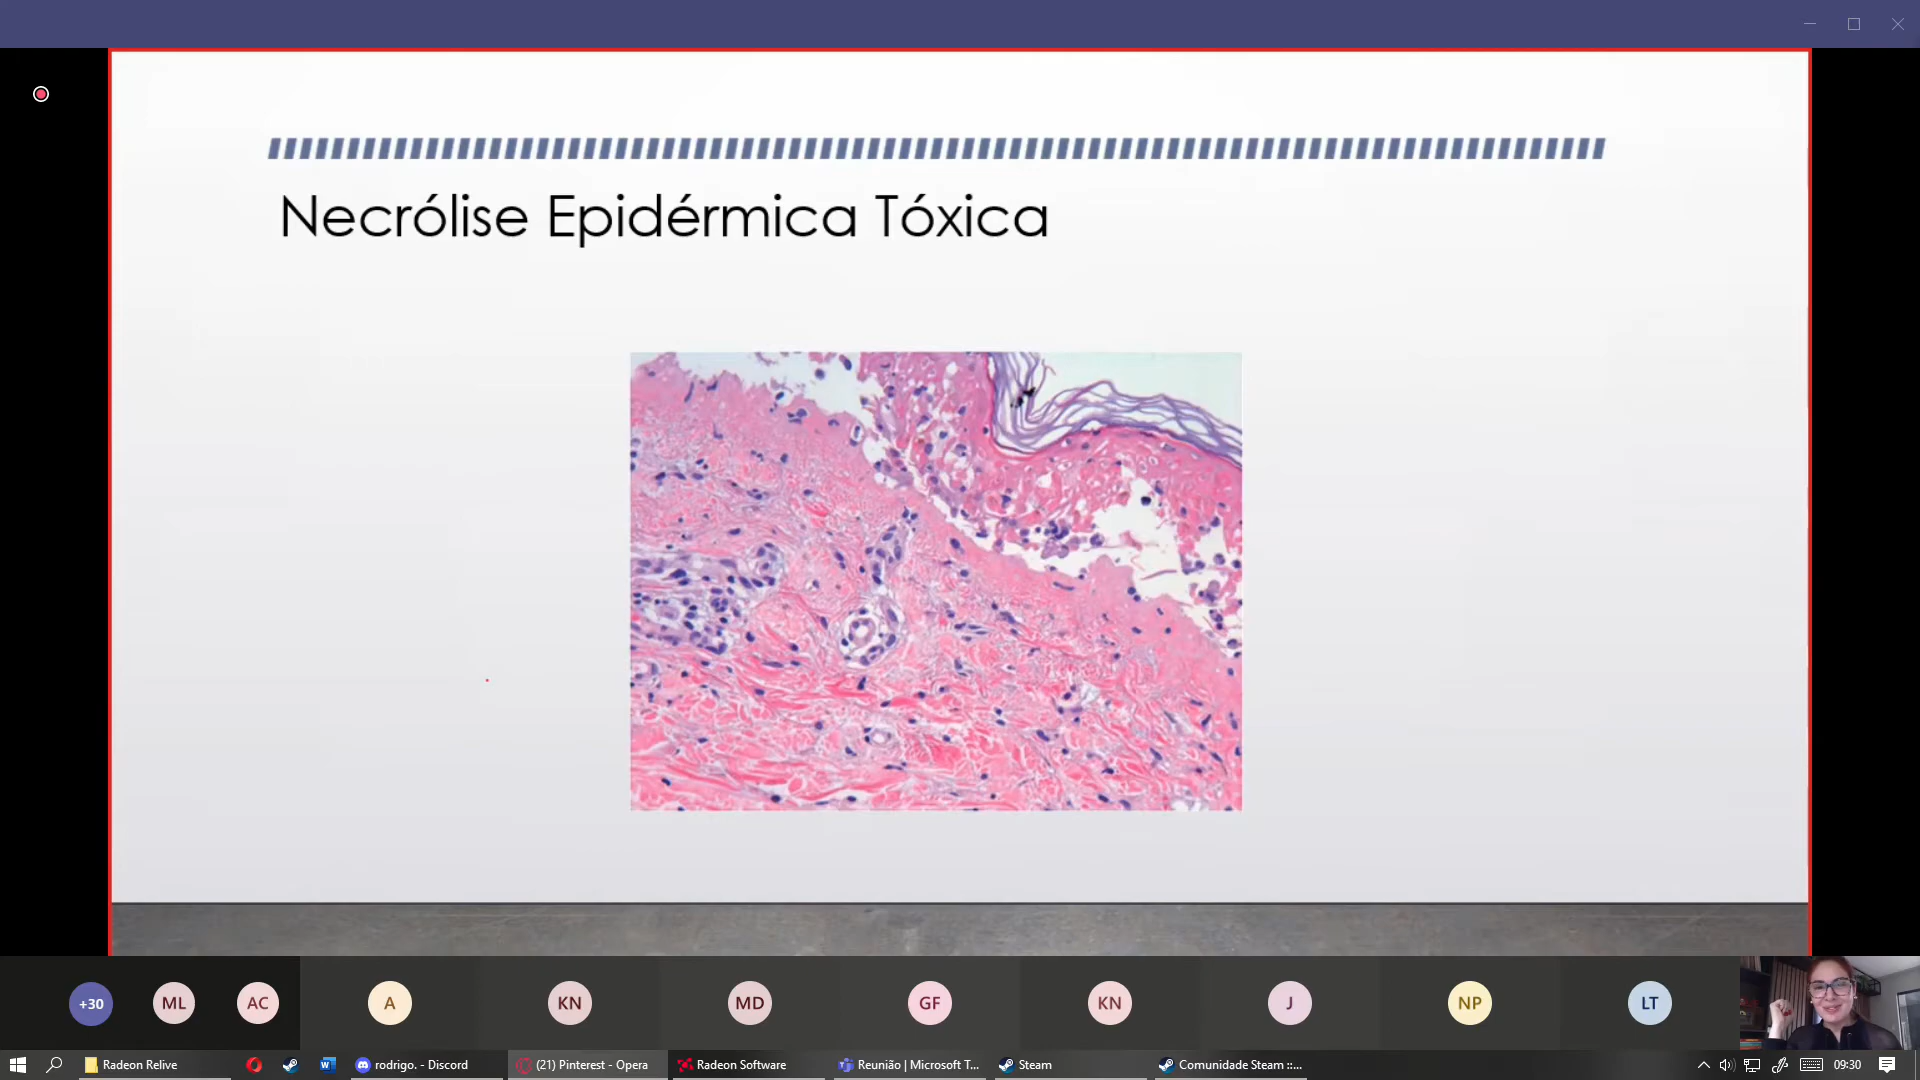 Necrólise Epidérmica Tóxica
+30
ML
AC
A
KN
MD
GF
KN
J
NP
LT
Radeon Relive
rodrigo. - Discord
(21) Pinterest - Opera
Radeon Software
Reunião | Microsoft T...
Steam
Comunidade Steam ::...
09:30